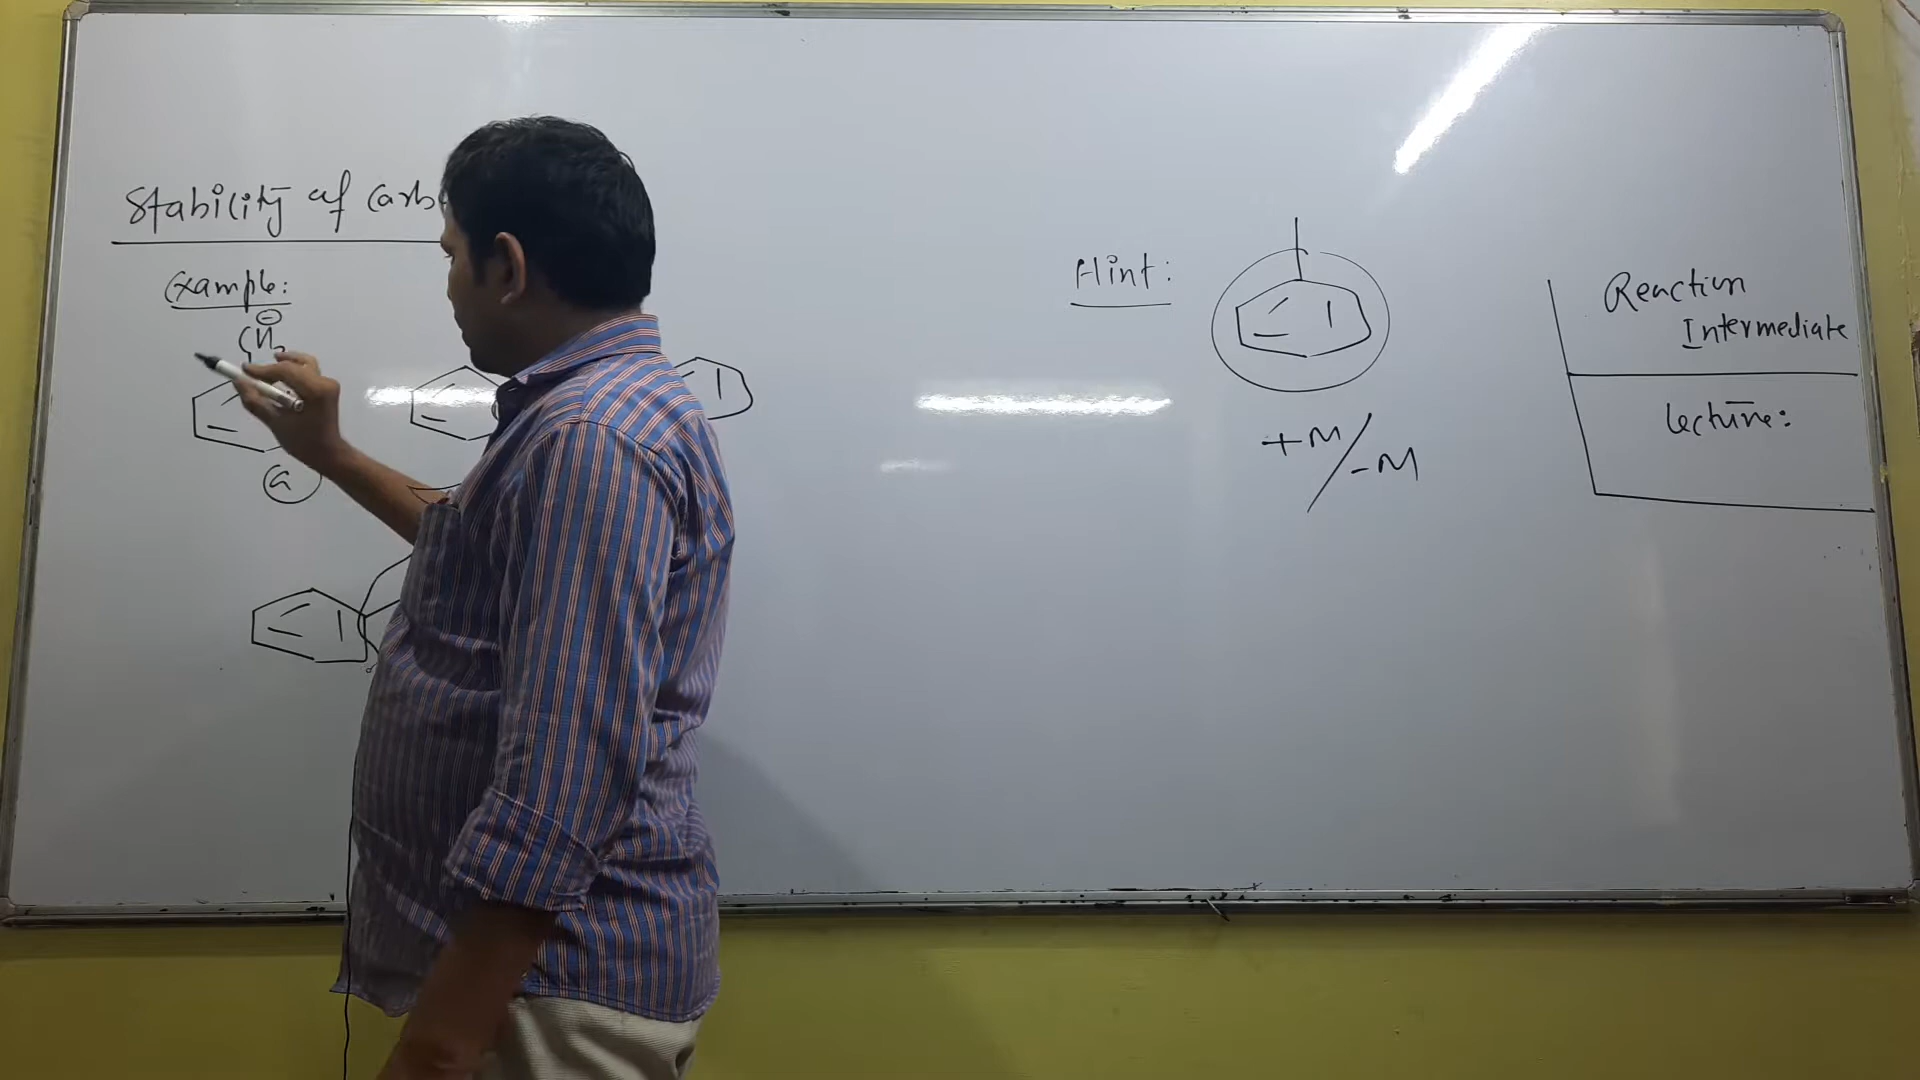 Stability of Carb
Example:
CH2
a
Hint:
+M/-M
Reaction
Intermediate
Lecture: